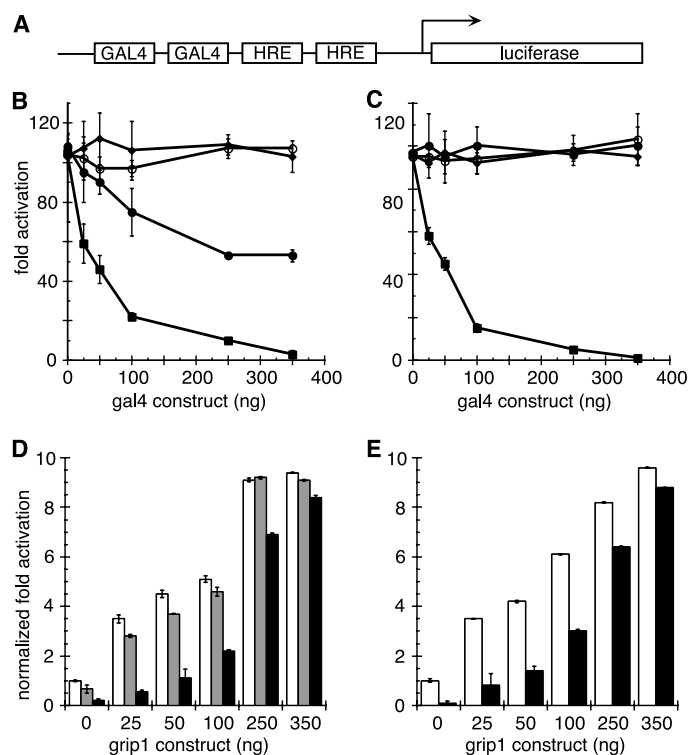 A
GAL4 GAL4 HRE HRE luciferase
B
120
80
40
0
fold activation
0 100 200 300 400
gal4 construct (ng)
C
120
80
40
0
0 100 200 300 400
gal4 construct (ng)
D
10
8
6
4
2
0
normalized fold activation
0 25 50 100 250 350
grip1 construct (ng)
E
10
8
6
4
2
0
0 25 50 100 250 350
grip1 construct (ng)